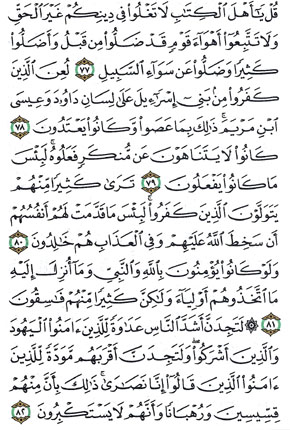 قُلْ يَٰٓأَهْلَ ٱلْكِتَٰبِ لَا تَغْلُوا۟ فِى دِينِكُمْ غَيْرَ ٱلْحَقِّ
وَلَا تَتَّبِعُوٓا۟ أَهْوَآءَ قَوْمٍ قَدْ ضَلُّوا۟ مِن قَبْلُ وَأَضَلُّوا۟
كَثِيرًا وَضَلُّوا۟ عَن سَوَآءِ ٱلسَّبِيلِ ٧٧ لُعِنَ ٱلَّذِينَ
كَفَرُوا۟ مِنۢ بَنِىٓ إِسْرَٰٓءِيلَ عَلَىٰ لِسَانِ دَاوُۥدَ وَعِيسَى
ٱبْنِ مَرْيَمَ ۚ ذَٰلِكَ بِمَا عَصَوا۟ وَّكَانُوا۟ يَعْتَدُونَ ٧٨
كَانُوا۟ لَا يَتَنَاهَوْنَ عَن مُّنكَرٍ فَعَلُوهُ ۚ لَبِئْسَ
مَا كَانُوا۟ يَفْعَلُونَ ٧٩ تَرَىٰ كَثِيرًا مِّنْهُمْ
يَتَوَلَّوْنَ ٱلَّذِينَ كَفَرُوا۟ ۚ لَبِئْسَ مَا قَدَّمَتْ لَهُمْ أَنفُسُهُمْ
أَن سَخِطَ ٱللَّهُ عَلَيْهِمْ وَفِى ٱلْعَذَابِ هُمْ خَٰلِدُونَ ٨٠
وَلَوْ كَانُوا۟ يُؤْمِنُونَ بِٱللَّهِ وَٱلنَّبِىِّ وَمَآ أُنزِلَ إِلَيْهِ
مَا ٱتَّخَذُوهُمْ أَوْلِيَآءَ وَلَٰكِنَّ كَثِيرًا مِّنْهُمْ فَٰسِقُونَ
٨١ ۞ لَتَجِدَنَّ أَشَدَّ ٱلنَّاسِ عَدَٰوَةً لِّلَّذِينَ ءَامَنُوا۟ ٱلْيَهُودَ
وَٱلَّذِينَ أَشْرَكُوا۟ ۖ وَلَتَجِدَنَّ أَقْرَبَهُم مَّوَدَّةً لِّلَّذِينَ
ءَامَنُوا۟ ٱلَّذِينَ قَالُوٓا۟ إِنَّا نَصَٰرَىٰ ۚ ذَٰلِكَ بِأَنَّ مِنْهُمْ
قِسِّيسِينَ وَرُهْبَانًا وَأَنَّهُمْ لَا يَسْتَكْبِرُونَ ٨٢